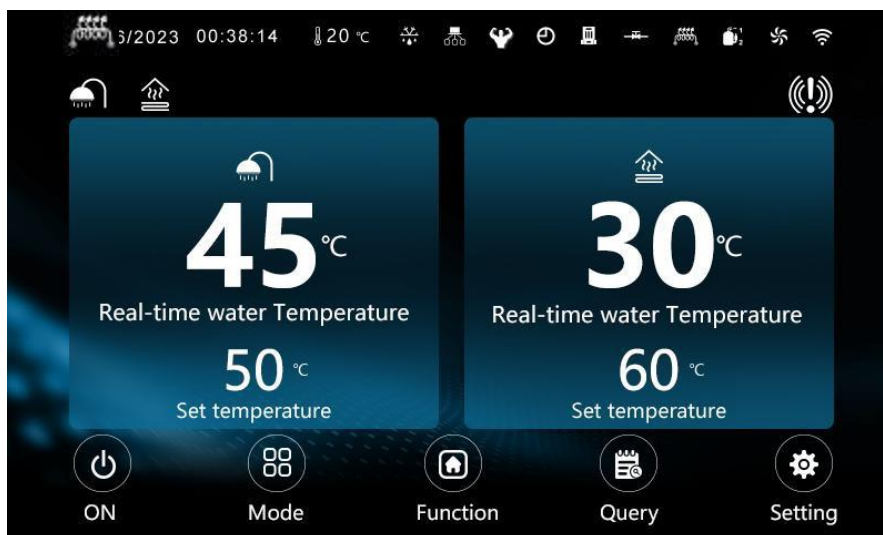 /2023 00:38:14 20 ℃
45 ℃
Real-time water Temperature
50 ℃
Set temperature
30 ℃
Real-time water Temperature
60 ℃
Set temperature
ON Mode Function Query Setting